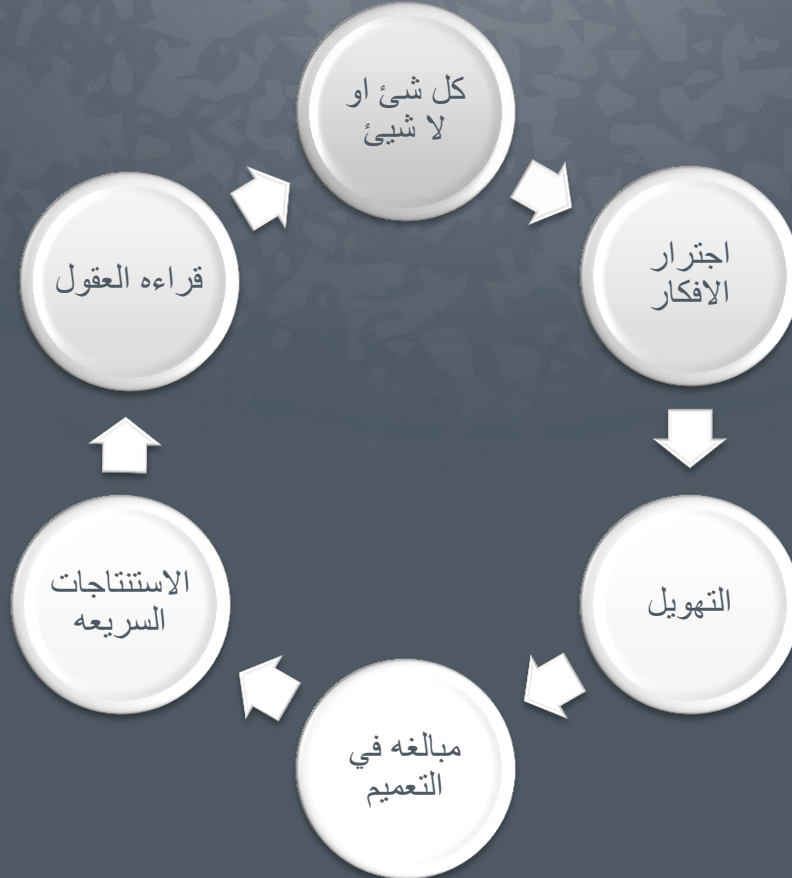 كل شئ او
لا شيئ
اجترار
الافكار
التهويل
مبالغه في
التعميم
الاستنتاجات
السريعه
قراءه العقول